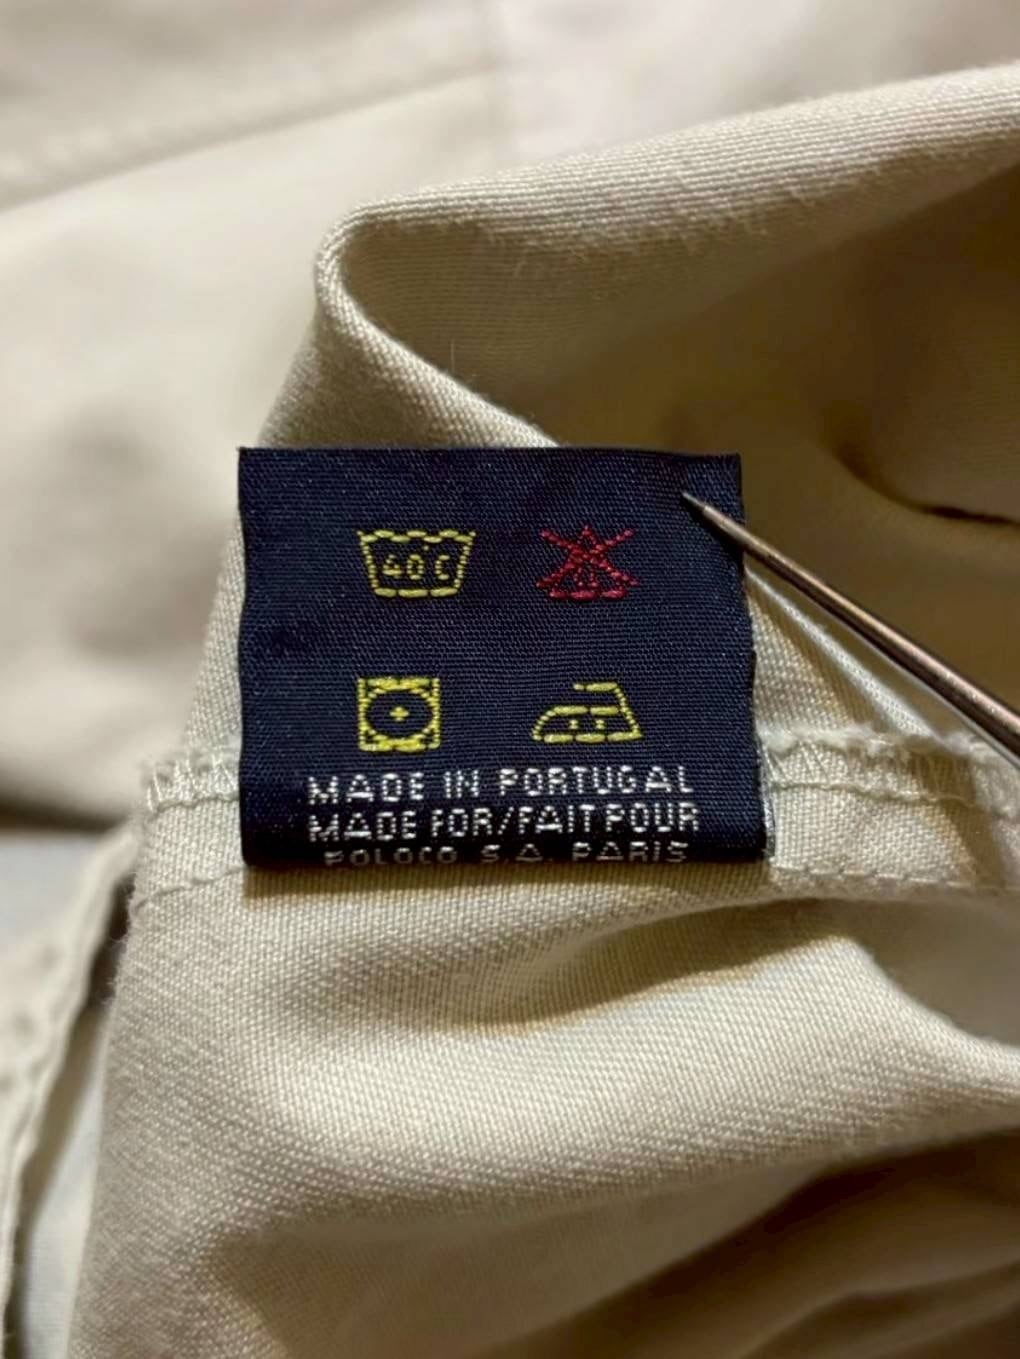 40 C
MADE IN PORTUGAL
MADE FOR/FAIT POUR
POLOCO S.A. PARIS